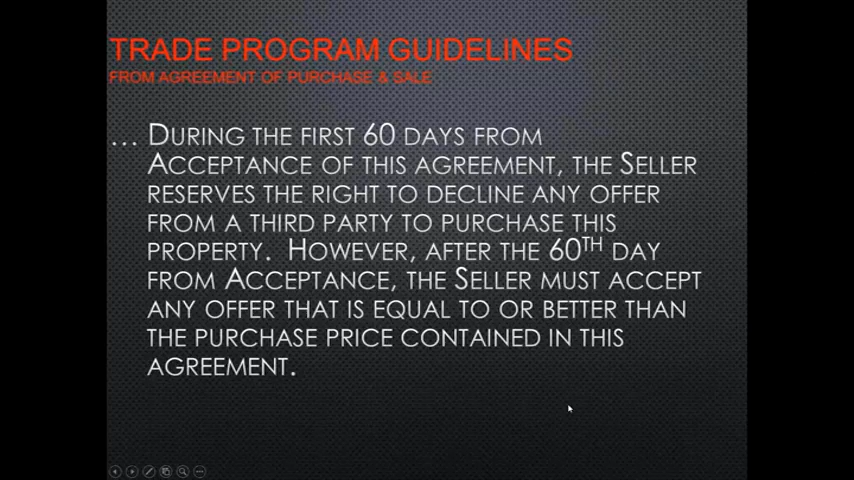 TRADE PROGRAM GUIDELINES
FROM AGREEMENT OF PURCHASE & SALE
... DURING THE FIRST 60 DAYS FROM
ACCEPTANCE OF THIS AGREEMENT, THE SELLER
RESERVES THE RIGHT TO DECLINE ANY OFFER
FROM A THIRD PARTY TO PURCHASE THIS
PROPERTY. HOWEVER, AFTER THE 60TH DAY
FROM ACCEPTANCE, THE SELLER MUST ACCEPT
ANY OFFER THAT IS EQUAL TO OR BETTER THAN
THE PURCHASE PRICE CONTAINED IN THIS
AGREEMENT.